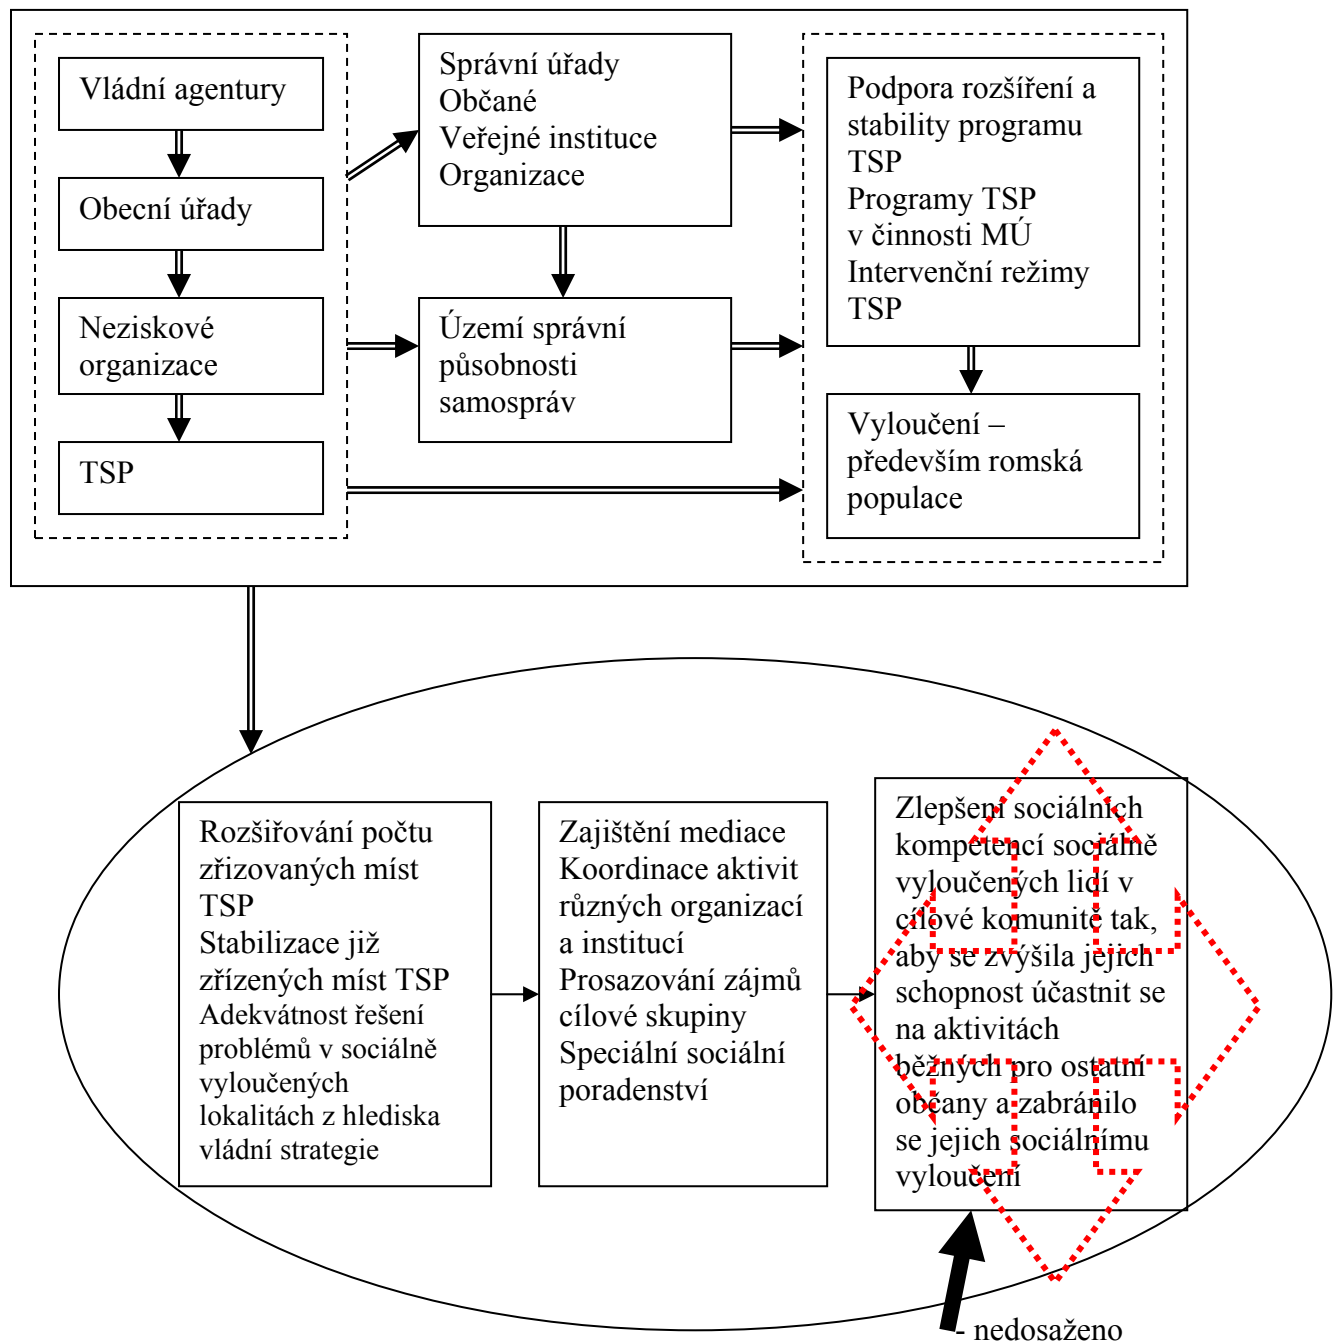 Vládní agentury
Obecní úřady
Neziskové
organizace
TSP
Správní úřady
Občané
Veřejné instituce
Organizace
Území správní
působnosti
samospráv
Podpora rozšíření a
stability programu
TSP
Programy TSP
v činnosti MÚ
Intervenční režimy
TSP
Vyloučení –
především romská
populace
Rozšiřování počtu
zřizovaných míst
TSP
Stabilizace již
zřízených míst TSP
Adekvátnost řešení
problémů v sociálně
vyloučených
lokalitách z hlediska
vládní strategie
Zajištění mediace
Koordinace aktivit
různých organizací
a institucí
Prosazování zájmů
cílové skupiny
Speciální sociální
poradenství
Zlepšení sociálních
kompetencí sociálně
vyloučených lidí v
cílové komunitě tak,
aby se zvýšila jejich
schopnost účastnit se
na aktivitách
běžných pro ostatní
občany a zabránilo
se jejich sociálnímu
vyloučení
- nedosaženo